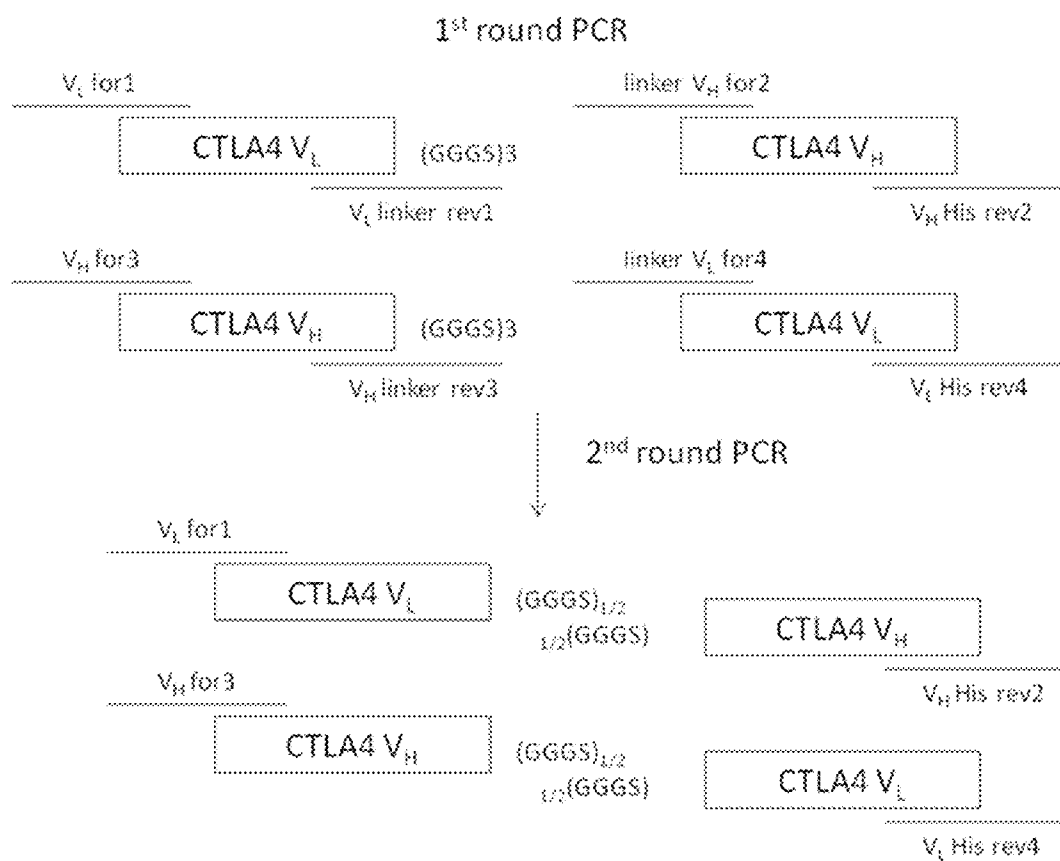 1st round PCR
VL for1
linker VH for2
CTLA4 VL
(GGGS)3
CTLA4 VH
VL linker rev1
VH His rev2
VH for3
linker VL for4
CTLA4 VH
(GGGS)3
CTLA4 VL
VH linker rev3
VL His rev4
2nd round PCR
VL for1
CTLA4 VL
(GGGS)1/2
1/2(GGGS)
CTLA4 VH
VH His rev2
VH for3
CTLA4 VH
(GGGS)1/2
1/2(GGGS)
CTLA4 VL
VL His rev4